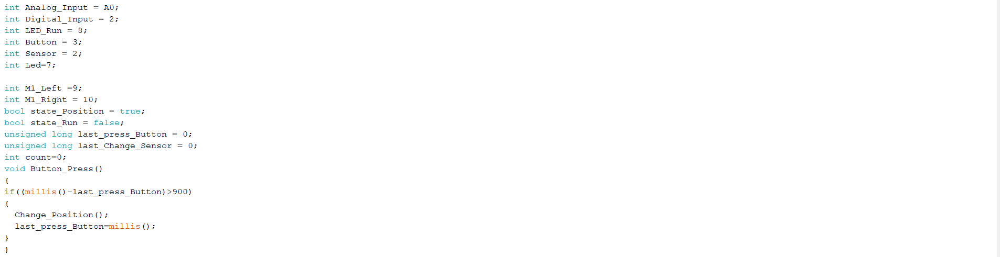 int Analog_Input = A0;
int Digital_Input = 2;
int LED_Run = 8;
int Button = 3;
int Sensor = 2;
int Led=7;
int M1_Left =9;
int M1_Right = 10;
bool state_Position = true;
bool state_Run = false;
unsigned long last_press_Button = 0;
unsigned long last_Change_Sensor = 0;
int count=0;
void Button_Press()
{
if((millis()-last_press_Button)>900)
{
  Change_Position();
  last_press_Button=millis();
}
}